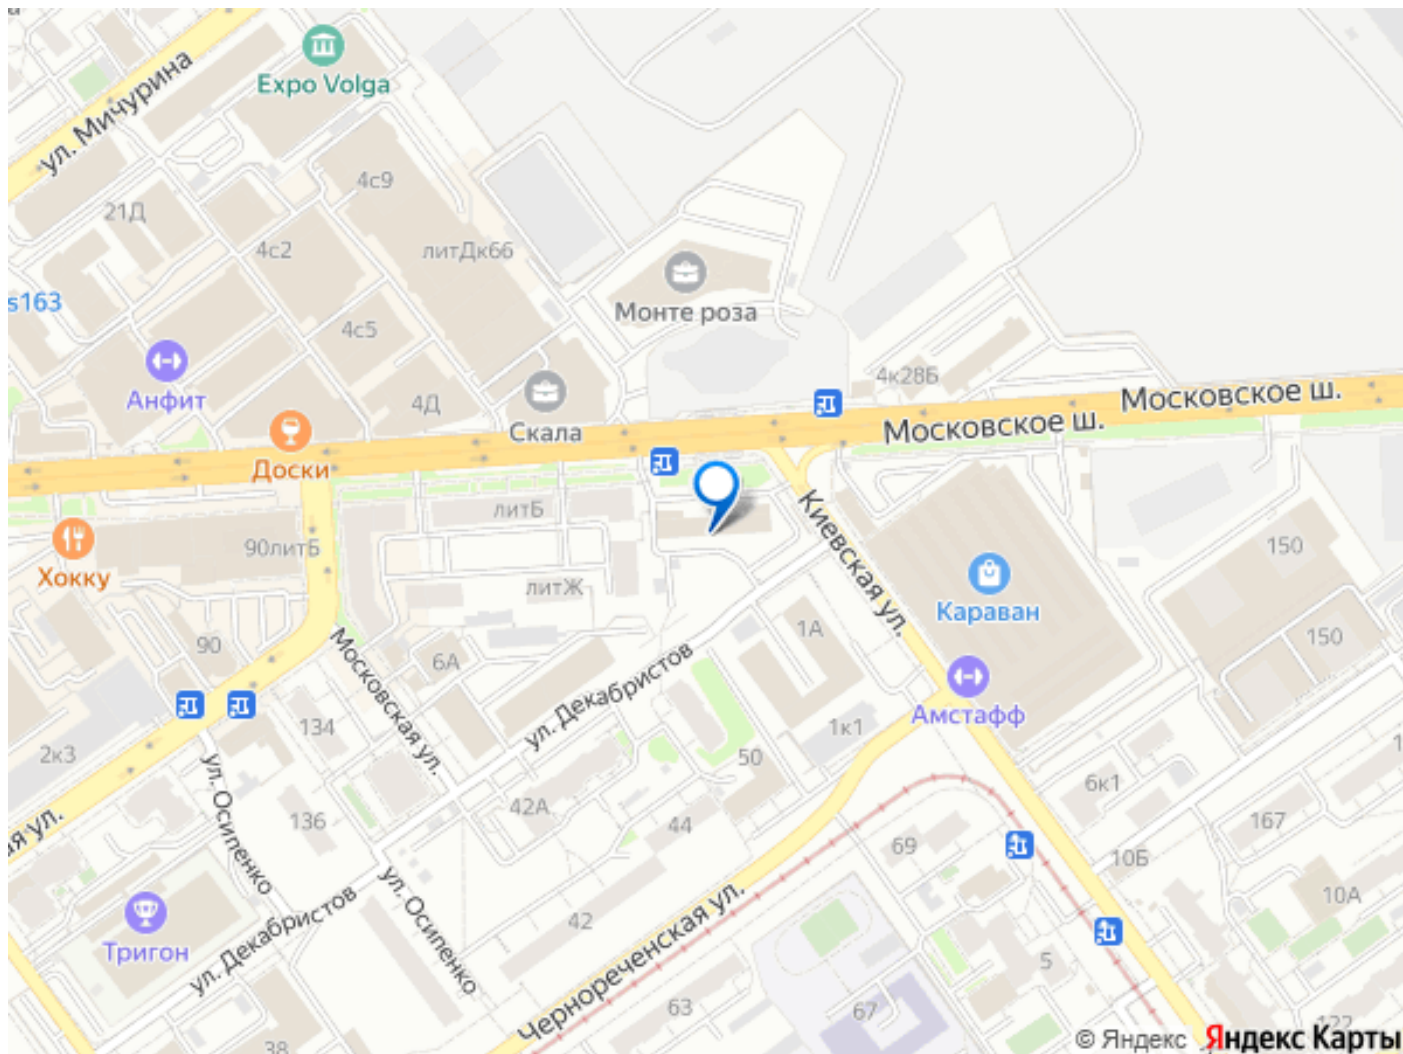 Expo Volga
ул. Мичурина
4с9
21Д
4с2
литДк66
s163
Монте роза
4с5
4к28Б
Анфит
4Д
Московское ш.
Московское ш.
Скала
Доски
литБ
Киевская ул.
90литБ
150
Хокку
литЖ
Караван
1А
150
90
6А
Московская ул.
ул. Декабристов
Амстафф
134
1к1
2к3
50
6к1
ул. Осипенко
42А
136
44
167
ая ул.
69
10Б
10А
ул. Осипенко
Чернореченская ул.
42
Тригон
ул. Декабристов
5
63
67
122
38
© Яндекс Яндекс Карты